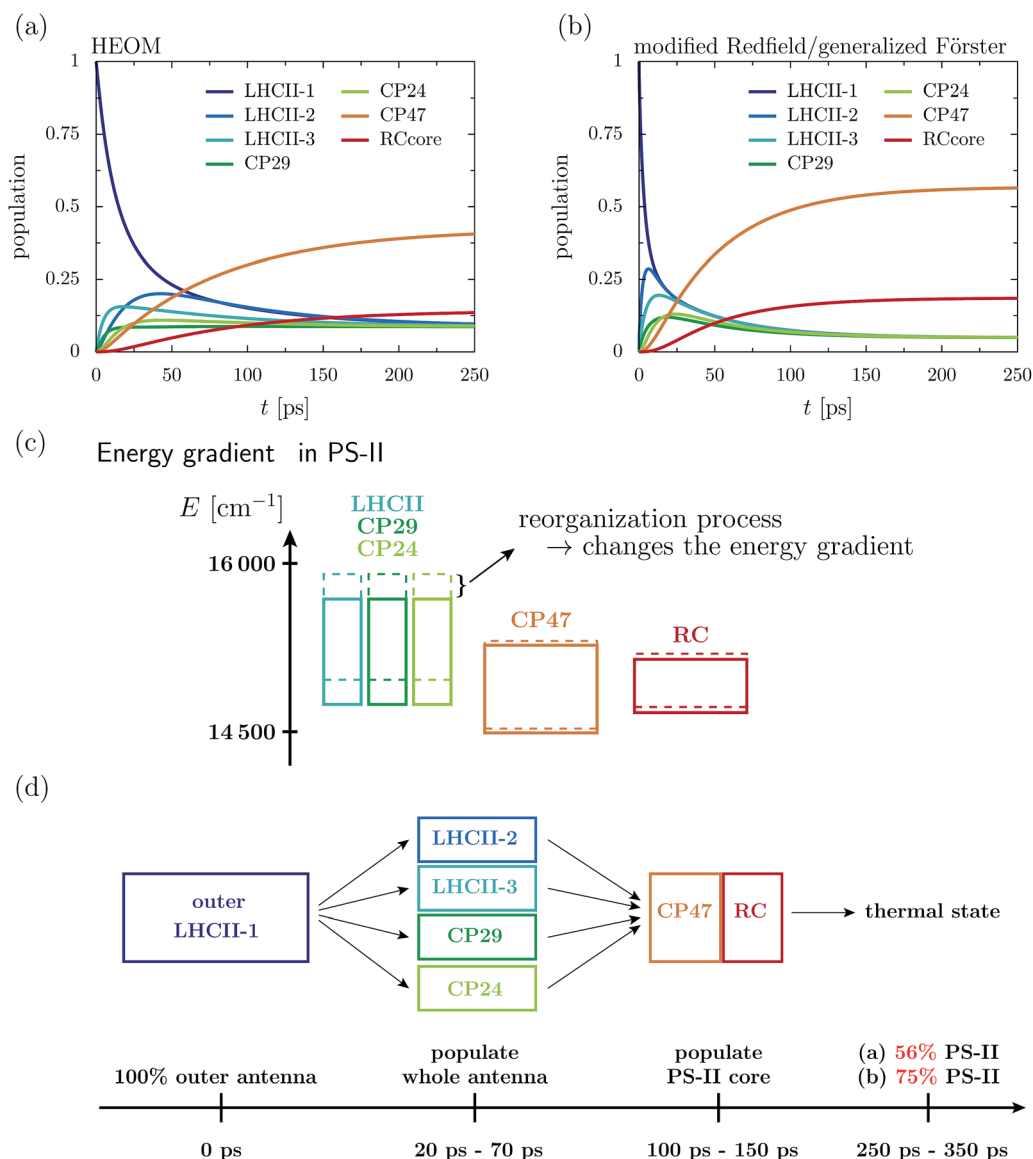 (a)
HEOM
1
0.75
0.5
0.25
0
population
LHCII-1
LHCII-2
LHCII-3
CP29
CP24
CP47
RCcore
0 50 100 150 200 250
t [ps]
(b)
modified Redfield/generalized Förster
1
0.75
0.5
0.25
0
population
LHCII-1
LHCII-2
LHCII-3
CP29
CP24
CP47
RCcore
0 50 100 150 200 250
t [ps]
(c)
Energy gradient in PS-II
E [cm⁻¹]
16 000
14 500
LHCII
CP29
CP24
reorganization process
→ changes the energy gradient
CP47
RC
(d)
outer
LHCII-1
LHCII-2
LHCII-3
CP29
CP24
CP47
RC
thermal state
100% outer antenna
populate
whole antenna
populate
PS-II core
(a) 56% PS-II
(b) 75% PS-II
0 ps
20 ps - 70 ps
100 ps - 150 ps
250 ps - 350 ps